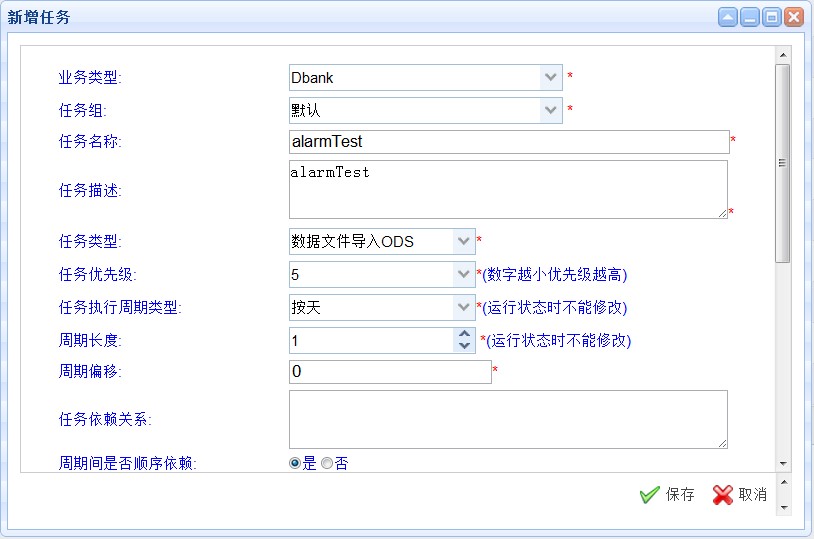 新增任务
业务类型: Dbank *
任务组: 默认 *
任务名称: alarmTest *
任务描述: alarmTest *
任务类型: 数据文件导入ODS *
任务优先级: 5 *(数字越小优先级越高)
任务执行周期类型: 按天 *(运行状态时不能修改)
周期长度: 1 *(运行状态时不能修改)
周期偏移: 0 *
任务依赖关系:
周期间是否顺序依赖: 是 否
保存 取消